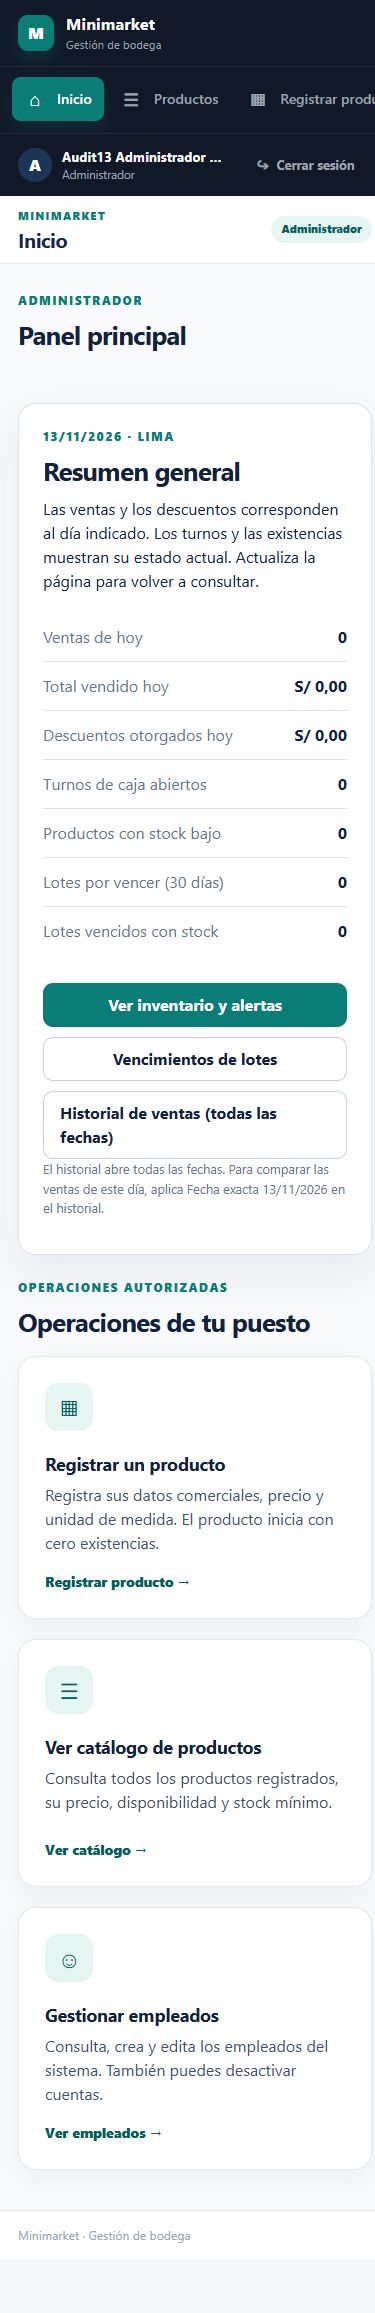 M
Minimarket
Gestión de bodega
Inicio
Productos
Registrar produ
A
Audit13 Administrador ...
Administrador
Cerrar sesión
MINIMARKET
Inicio
Administrador
ADMINISTRADOR
Panel principal
13/11/2026 · LIMA
Resumen general
Las ventas y los descuentos corresponden
al día indicado. Los turnos y las existencias
muestran su estado actual. Actualiza la
página para volver a consultar.
Ventas de hoy 0
Total vendido hoy S/ 0,00
Descuentos otorgados hoy S/ 0,00
Turnos de caja abiertos 0
Productos con stock bajo 0
Lotes por vencer (30 días) 0
Lotes vencidos con stock 0
Ver inventario y alertas
Vencimientos de lotes
Historial de ventas (todas las
fechas)
El historial abre todas las fechas. Para comparar las
ventas de este día, aplica Fecha exacta 13/11/2026 en
el historial.
OPERACIONES AUTORIZADAS
Operaciones de tu puesto
Registrar un producto
Registra sus datos comerciales, precio y
unidad de medida. El producto inicia con
cero existencias.
Registrar producto →
Ver catálogo de productos
Consulta todos los productos registrados,
su precio, disponibilidad y stock mínimo.
Ver catálogo →
Gestionar empleados
Consulta, crea y edita los empleados del
sistema. También puedes desactivar
cuentas.
Ver empleados →
Minimarket · Gestión de bodega